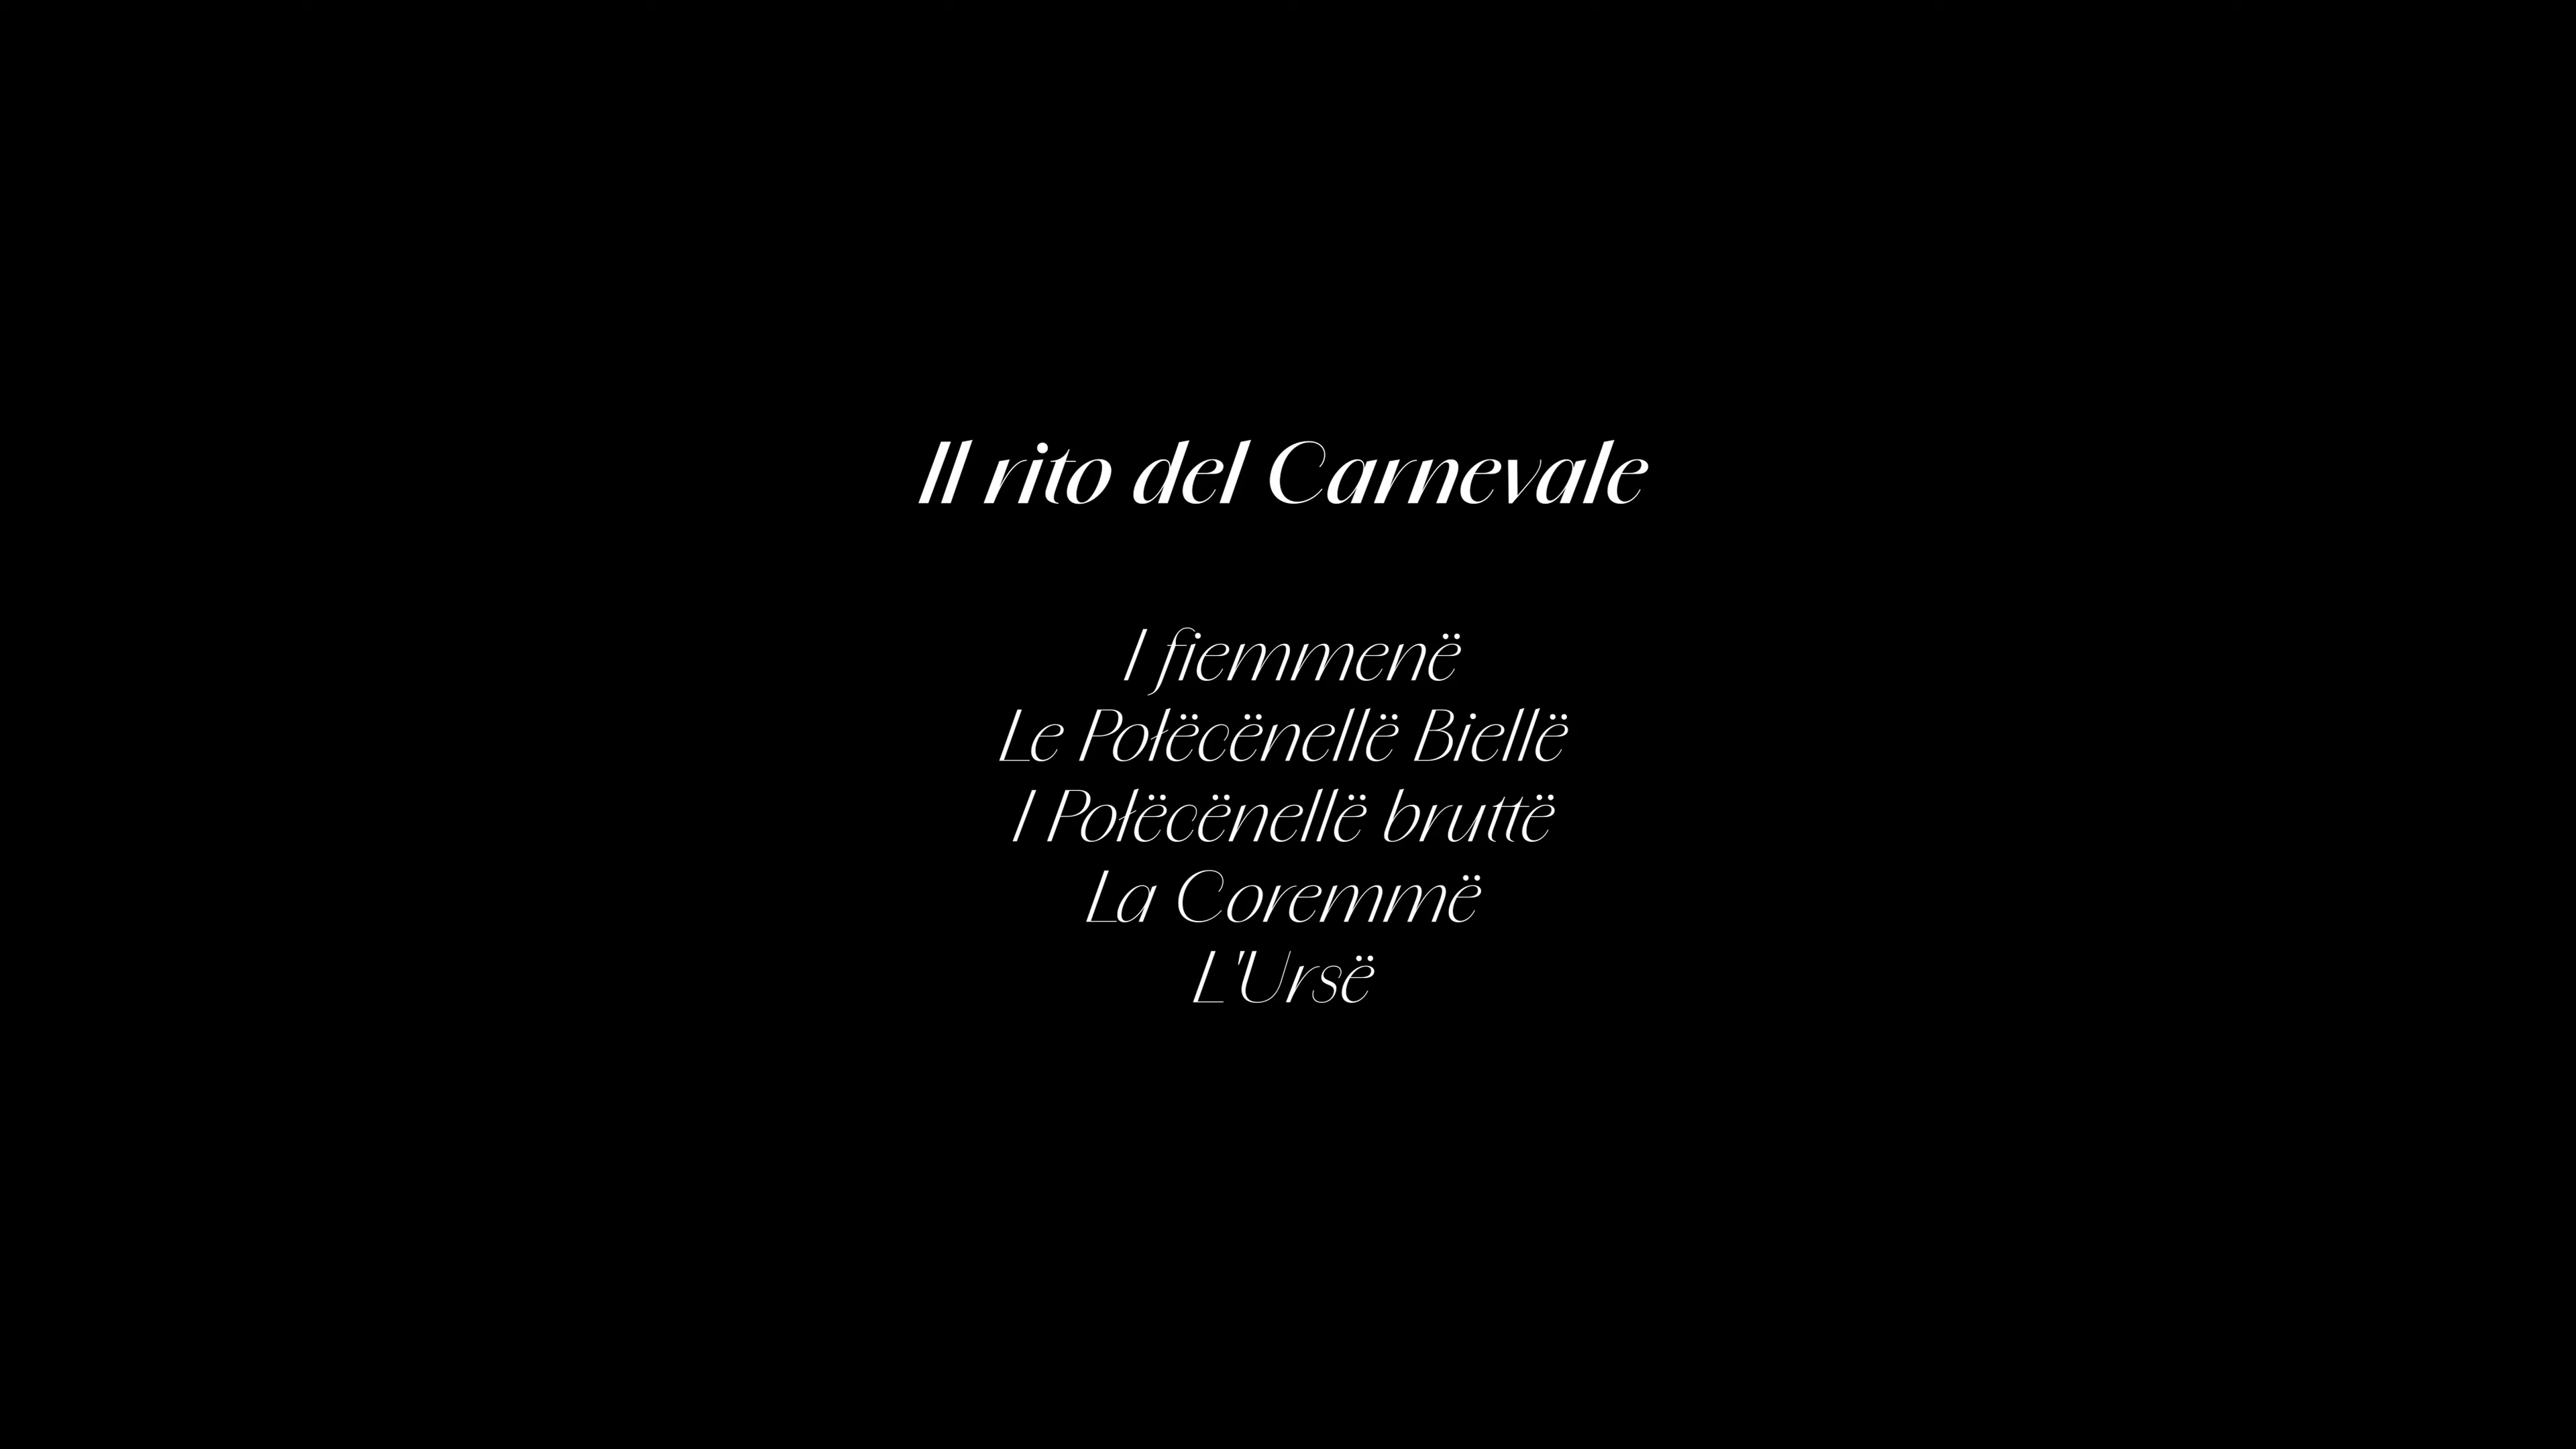 Il rito del Carnevale
I fiemmenë
Le Połëcënellë Biellë
I Połëcënellë bruttë
La Coremmë
L'Ursë